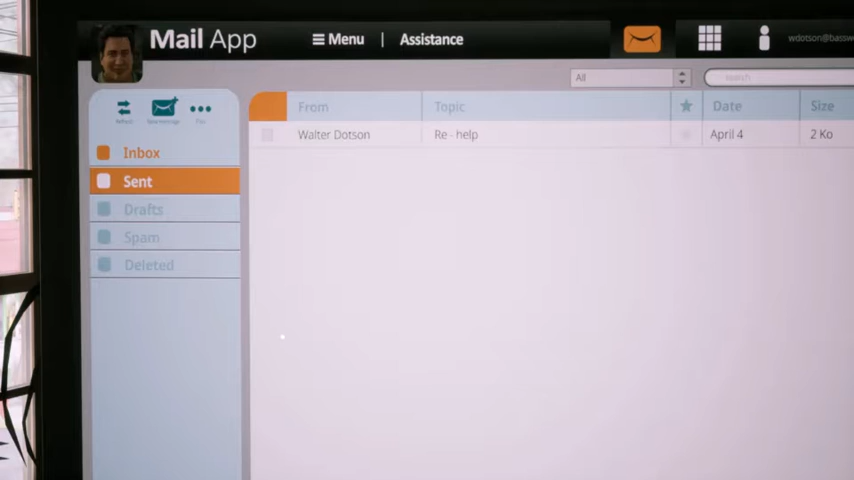 Mail App
Menu | Assistance
All
search
From Topic Date Size
Walter Dotson Re - help April 4 2 Ko
Inbox
Sent
Drafts
Spam
Deleted